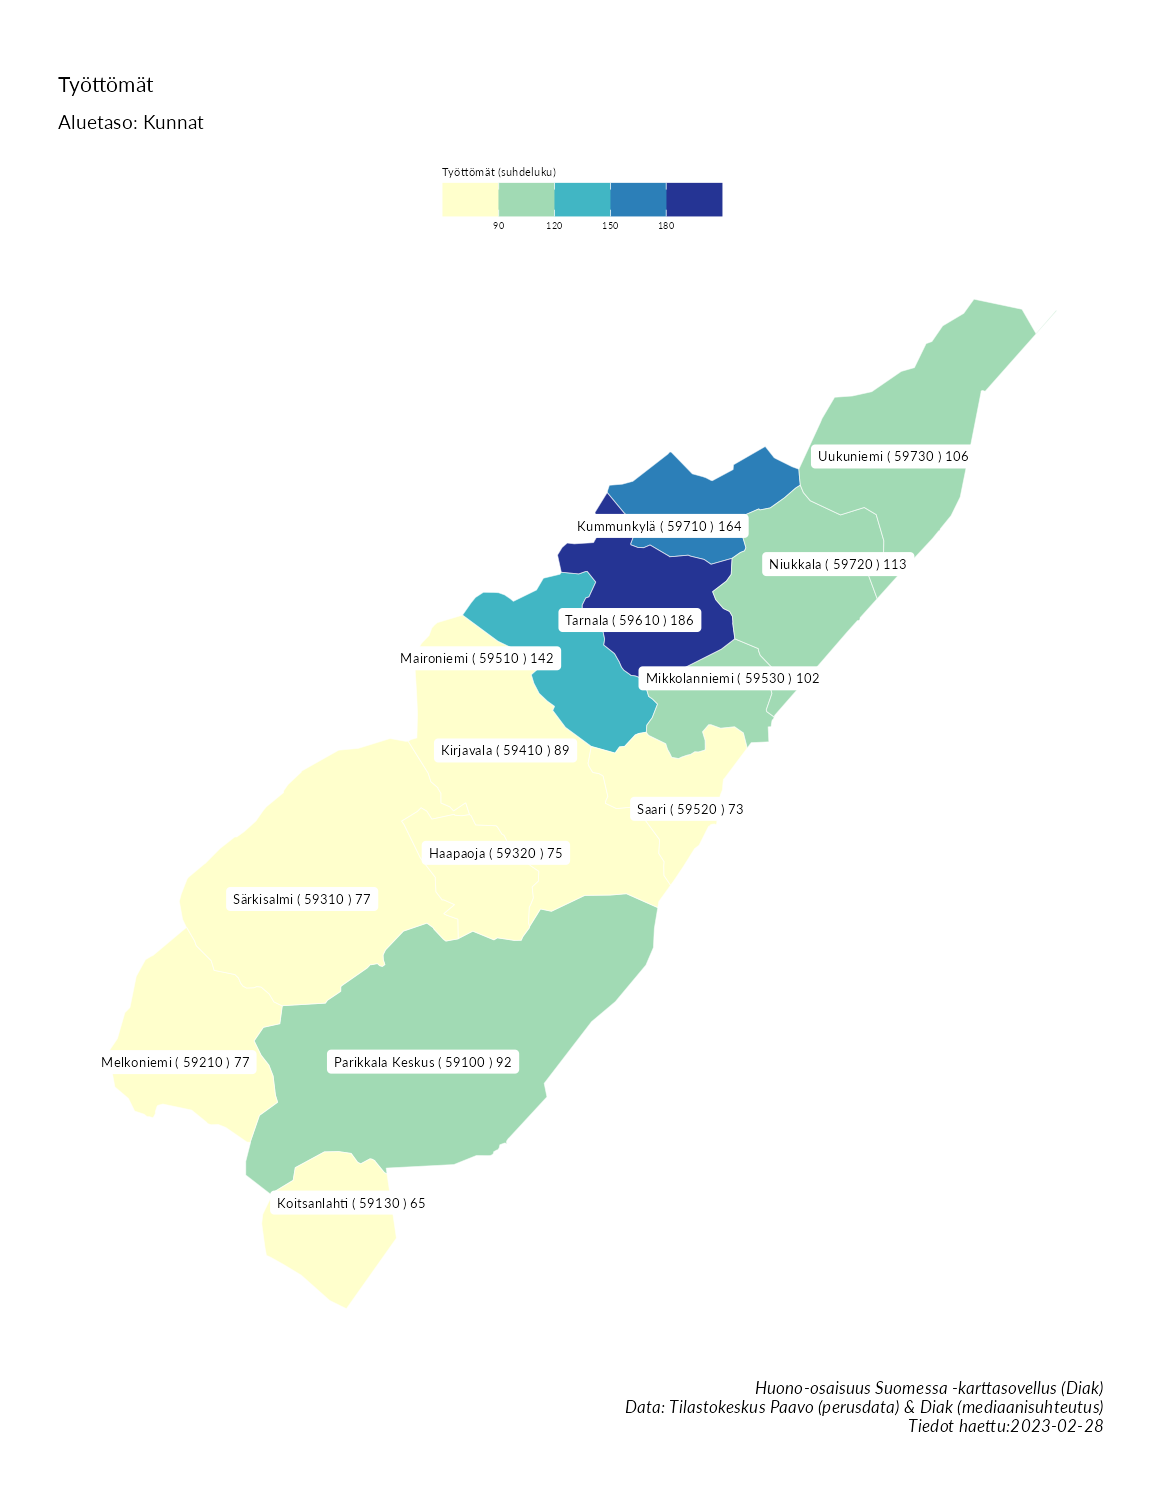 Työttömät
Aluetaso: Kunnat
Työttömät (suhdeluku)
90 120 150 180
Uukuniemi ( 59730 ) 106
Kummunkylä ( 59710 ) 164
Niukkala ( 59720 ) 113
Tarnala ( 59610 ) 186
Maironiemi ( 59510 ) 142
Mikkolanniemi ( 59530 ) 102
Kirjavala ( 59410 ) 89
Saari ( 59520 ) 73
Haapaoja ( 59320 ) 75
Särkisalmi ( 59310 ) 77
Melkoniemi ( 59210 ) 77
Parikkala Keskus ( 59100 ) 92
Koitsanlahti ( 59130 ) 65
Huono-osaisuus Suomessa -karttasovellus (Diak)
Data: Tilastokeskus Paavo (perusdata) & Diak (mediaanisuhteutus)
Tiedot haettu:2023-02-28